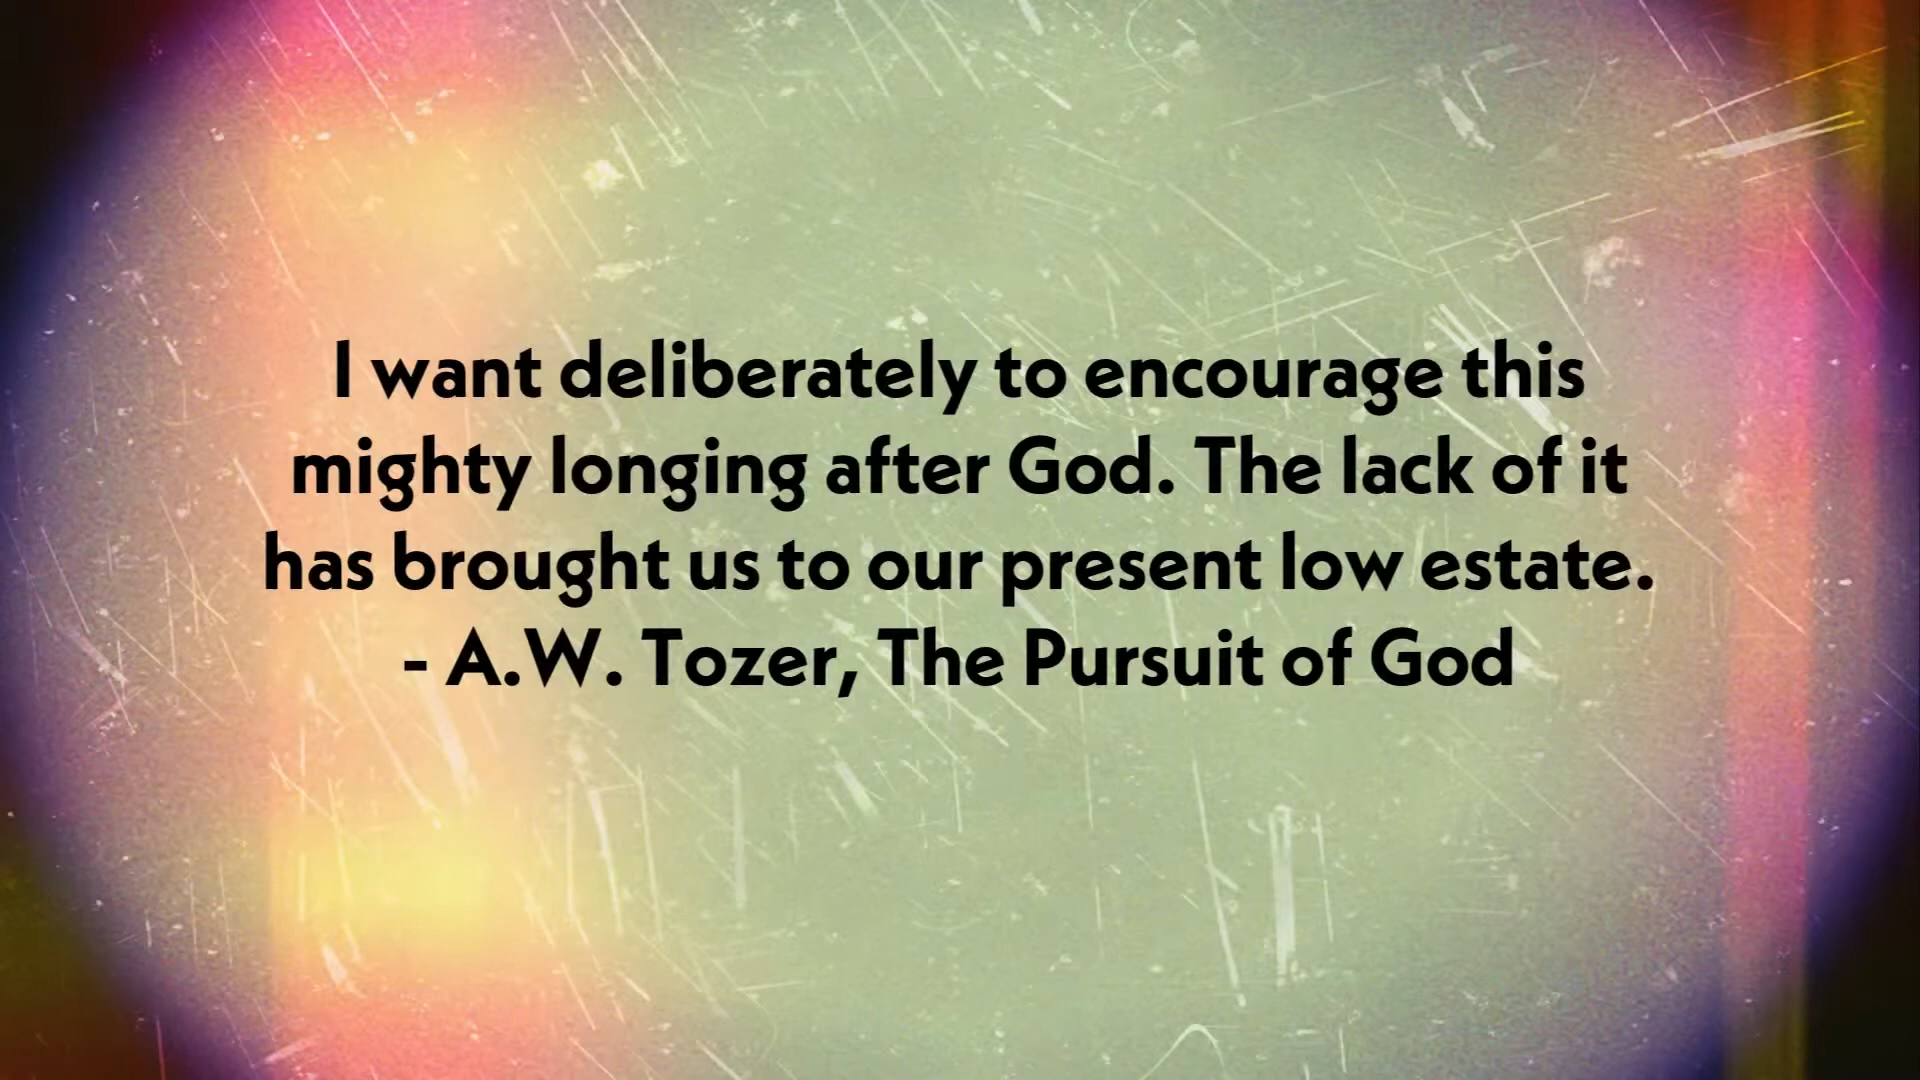 I want deliberately to encourage this
mighty longing after God. The lack of it
has brought us to our present low estate.
- A.W. Tozer, The Pursuit of God